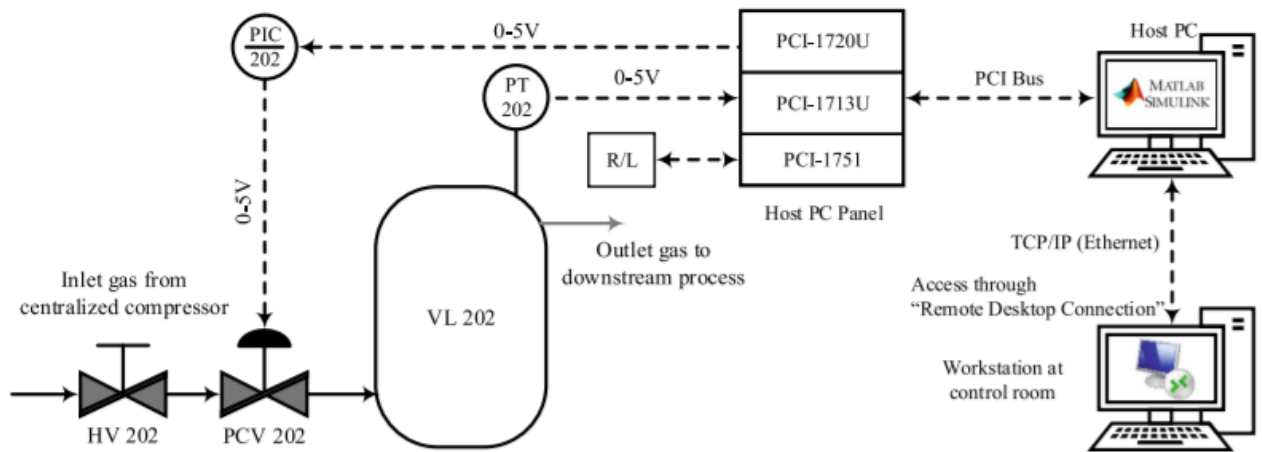 PIC
202
0-5V
PT
202
0-5V
PCI-1720U
PCI-1713U
PCI-1751
R/L
Host PC Panel
PCI Bus
Host PC
MATLAB
SIMULINK
0-5V
Inlet gas from
centralized compressor
HV 202
PCV 202
VL 202
Outlet gas to
downstream process
TCP/IP (Ethernet)
Access through
“Remote Desktop Connection”
Workstation at
control room